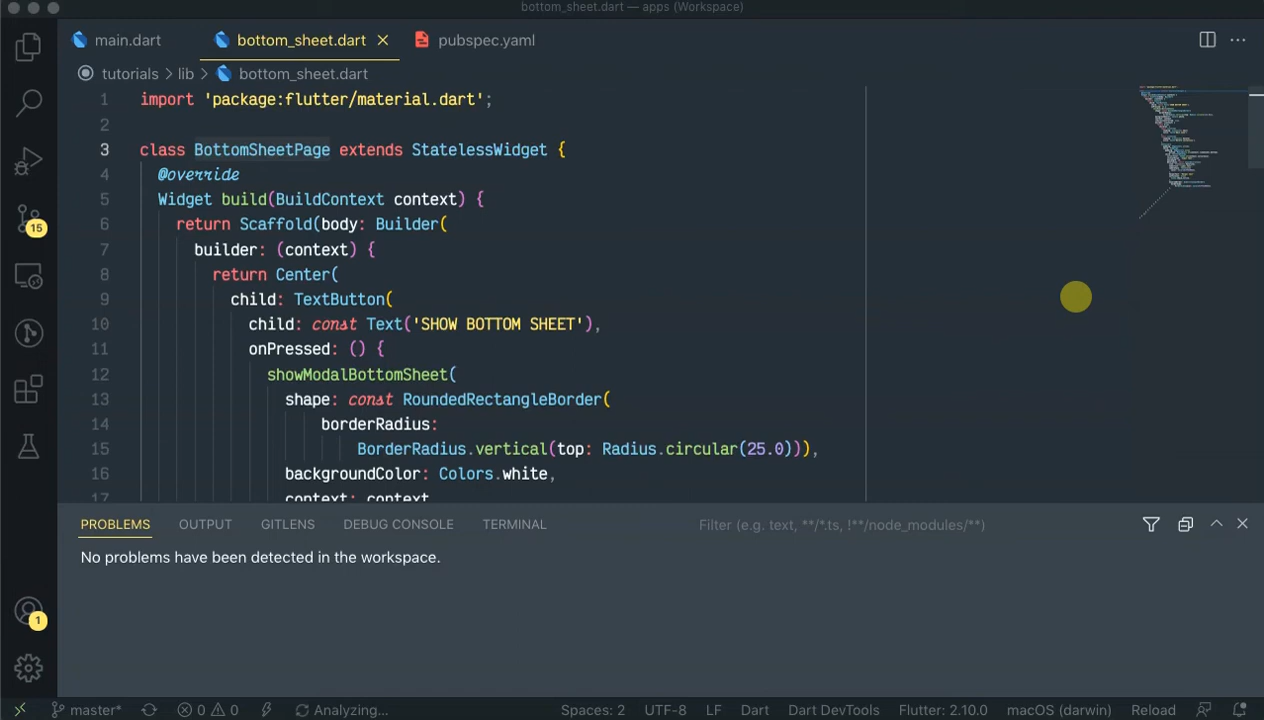 bottom_sheet.dart — apps (Workspace)
main.dart bottom_sheet.dart pubspec.yaml
tutorials > lib > bottom_sheet.dart
1 import 'package:flutter/material.dart';
2
3 class BottomSheetPage extends StatelessWidget {
4 @override
5 Widget build(BuildContext context) {
6 return Scaffold(body: Builder(
7 builder: (context) {
8 return Center(
9 child: TextButton(
10 child: const Text('SHOW BOTTOM SHEET'),
11 onPressed: () {
12 showModalBottomSheet(
13 shape: const RoundedRectangleBorder(
14 borderRadius:
15 BorderRadius.vertical(top: Radius.circular(25.0))),
16 backgroundColor: Colors.white,
17 context: context,
15
PROBLEMS OUTPUT GITLENS DEBUG CONSOLE TERMINAL Filter (e.g. text, **/*.ts, !**/node_modules/**)
No problems have been detected in the workspace.
1
master* 0 0 Analyzing... Spaces: 2 UTF-8 LF Dart Dart DevTools Flutter: 2.10.0 macOS (darwin) Reload